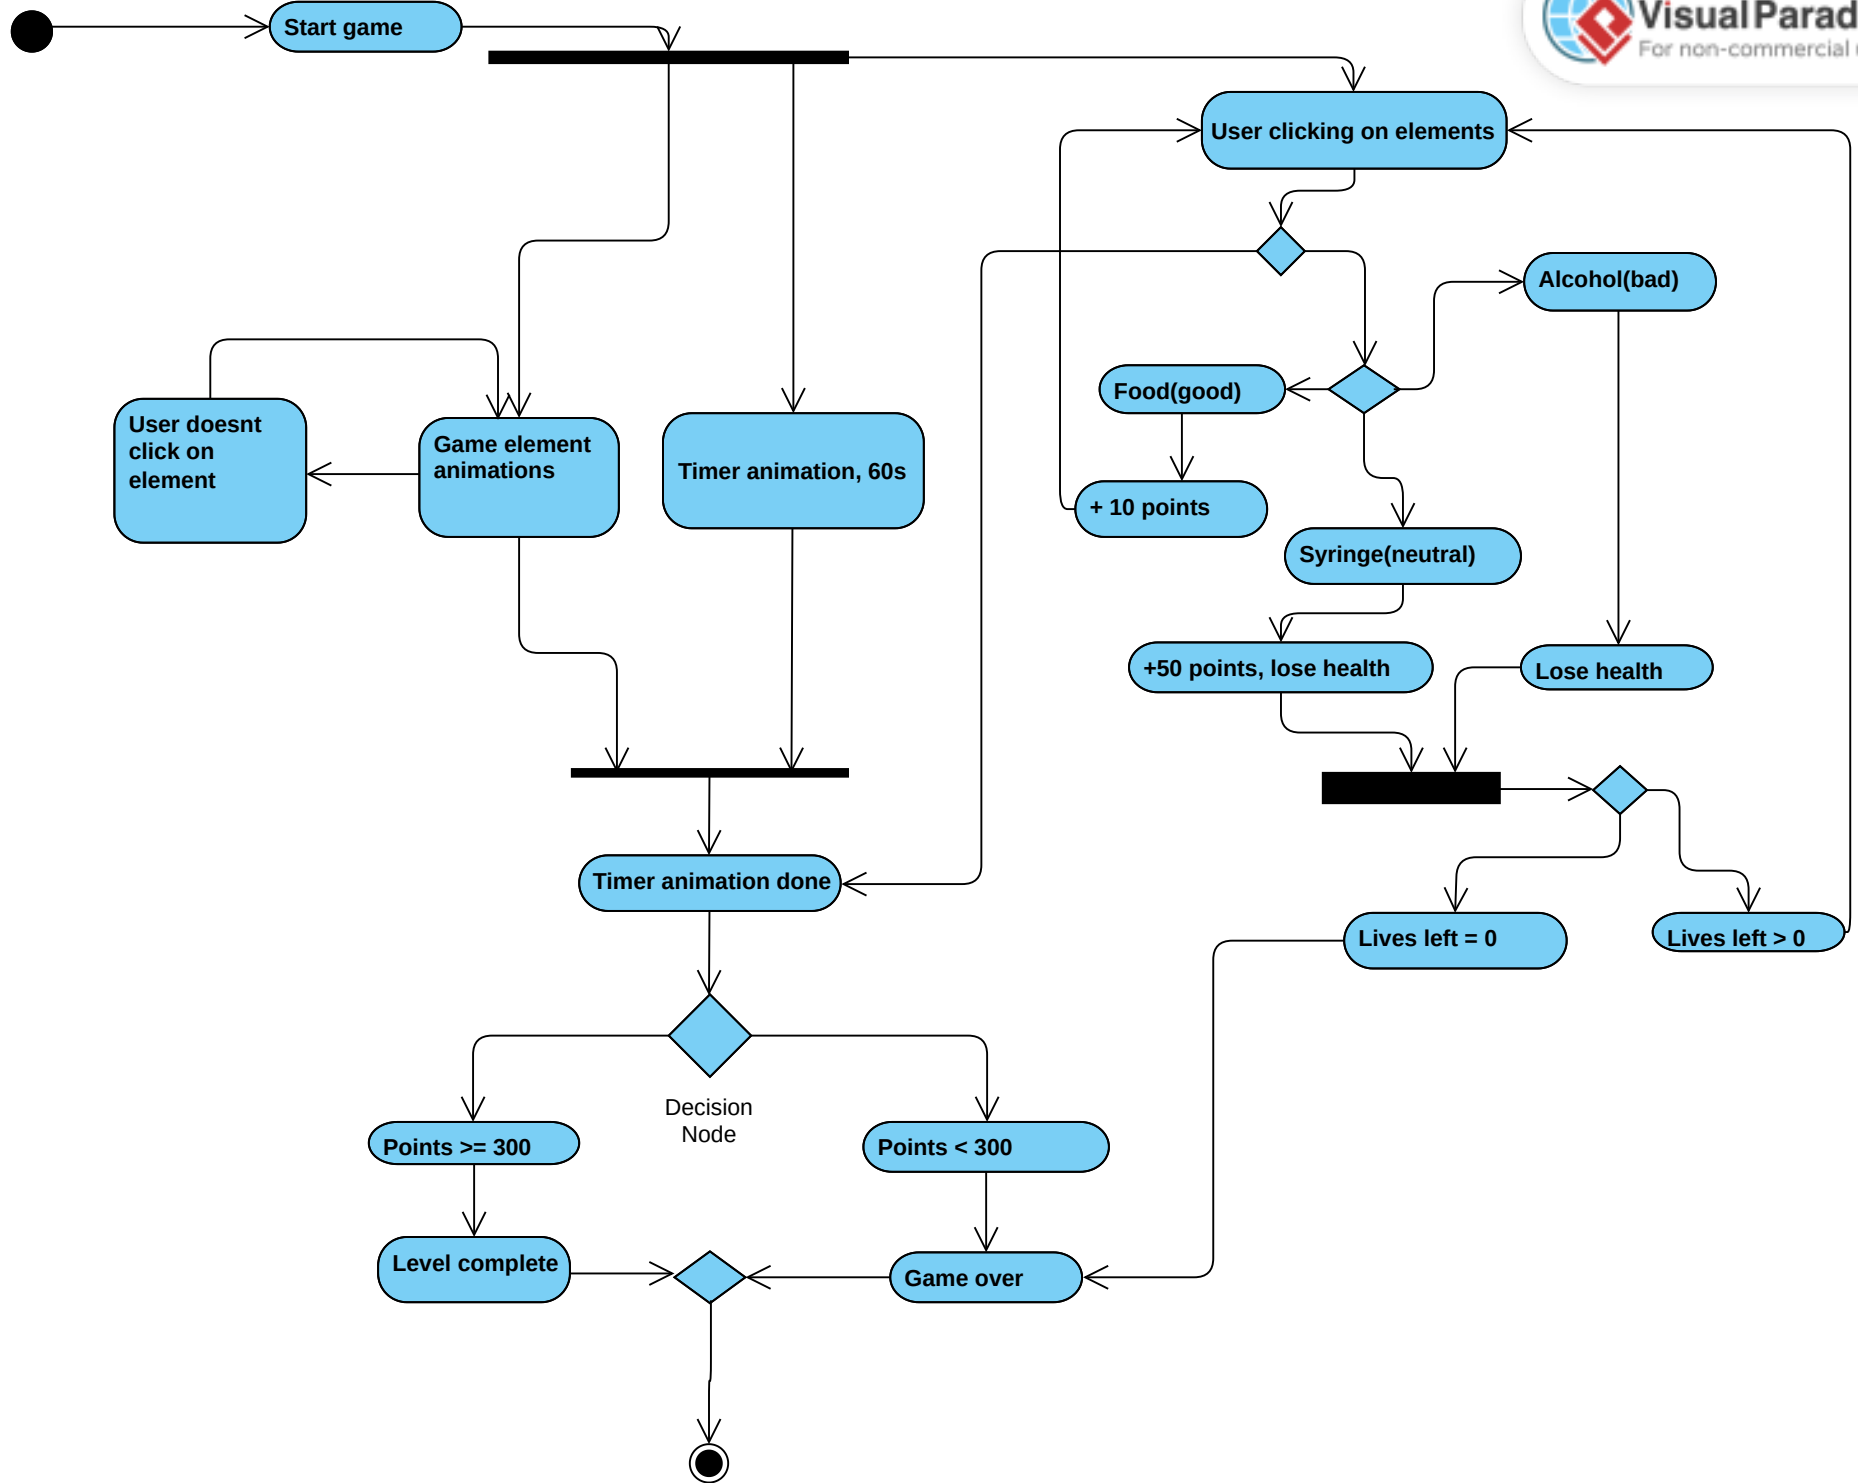 Start game
Visual Parad
For non-commercial
User clicking on elements
Alcohol(bad)
Food(good)
User doesnt
click on
element
Game element
animations
Timer animation, 60s
+ 10 points
Syringe(neutral)
+50 points, lose health
Lose health
Timer animation done
Lives left = 0
Lives left > 0
Decision
Node
Points >= 300
Points < 300
Level complete
Game over